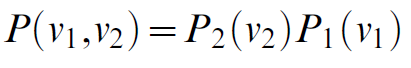 P(v₁,v₂) = P₂(v₂)P₁(v₁)